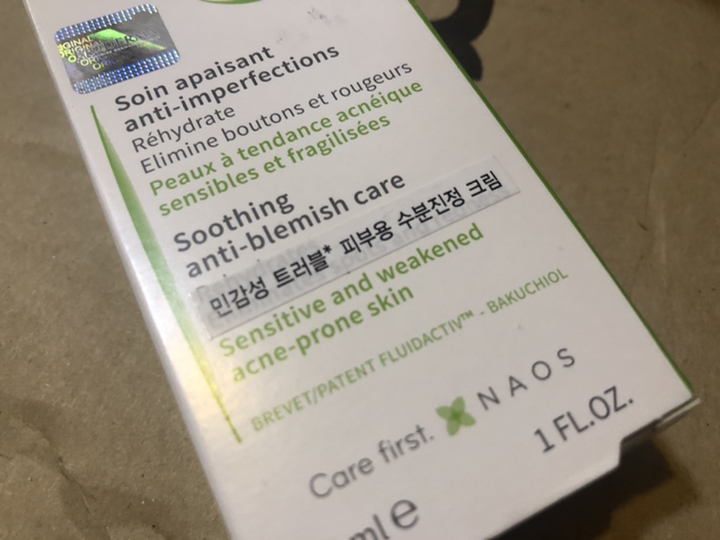 ORIGINAL
Soin apaisant
anti-imperfections
Réhydrate
Elimine boutons et rougeurs
Peaux à tendance acnéique
sensibles et fragilisées
Soothing
anti-blemish care
민감성 트러블* 피부용 수분진정 크림
Sensitive and weakened
acne-prone skin
BREVET/PATENT FLUIDACTIV™ - BAKUCHIOL
Care first. NAOS
ml e 1 FL.OZ.